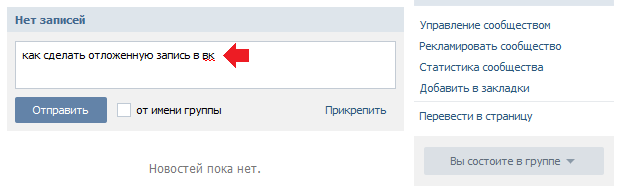 Нет записей
как сделать отложенную запись в вк
Отправить
от имени группы
Прикрепить
Новостей пока нет.
Управление сообществом
Рекламировать сообщество
Статистика сообщества
Добавить в закладки
Перевести в страницу
Вы состоите в группе